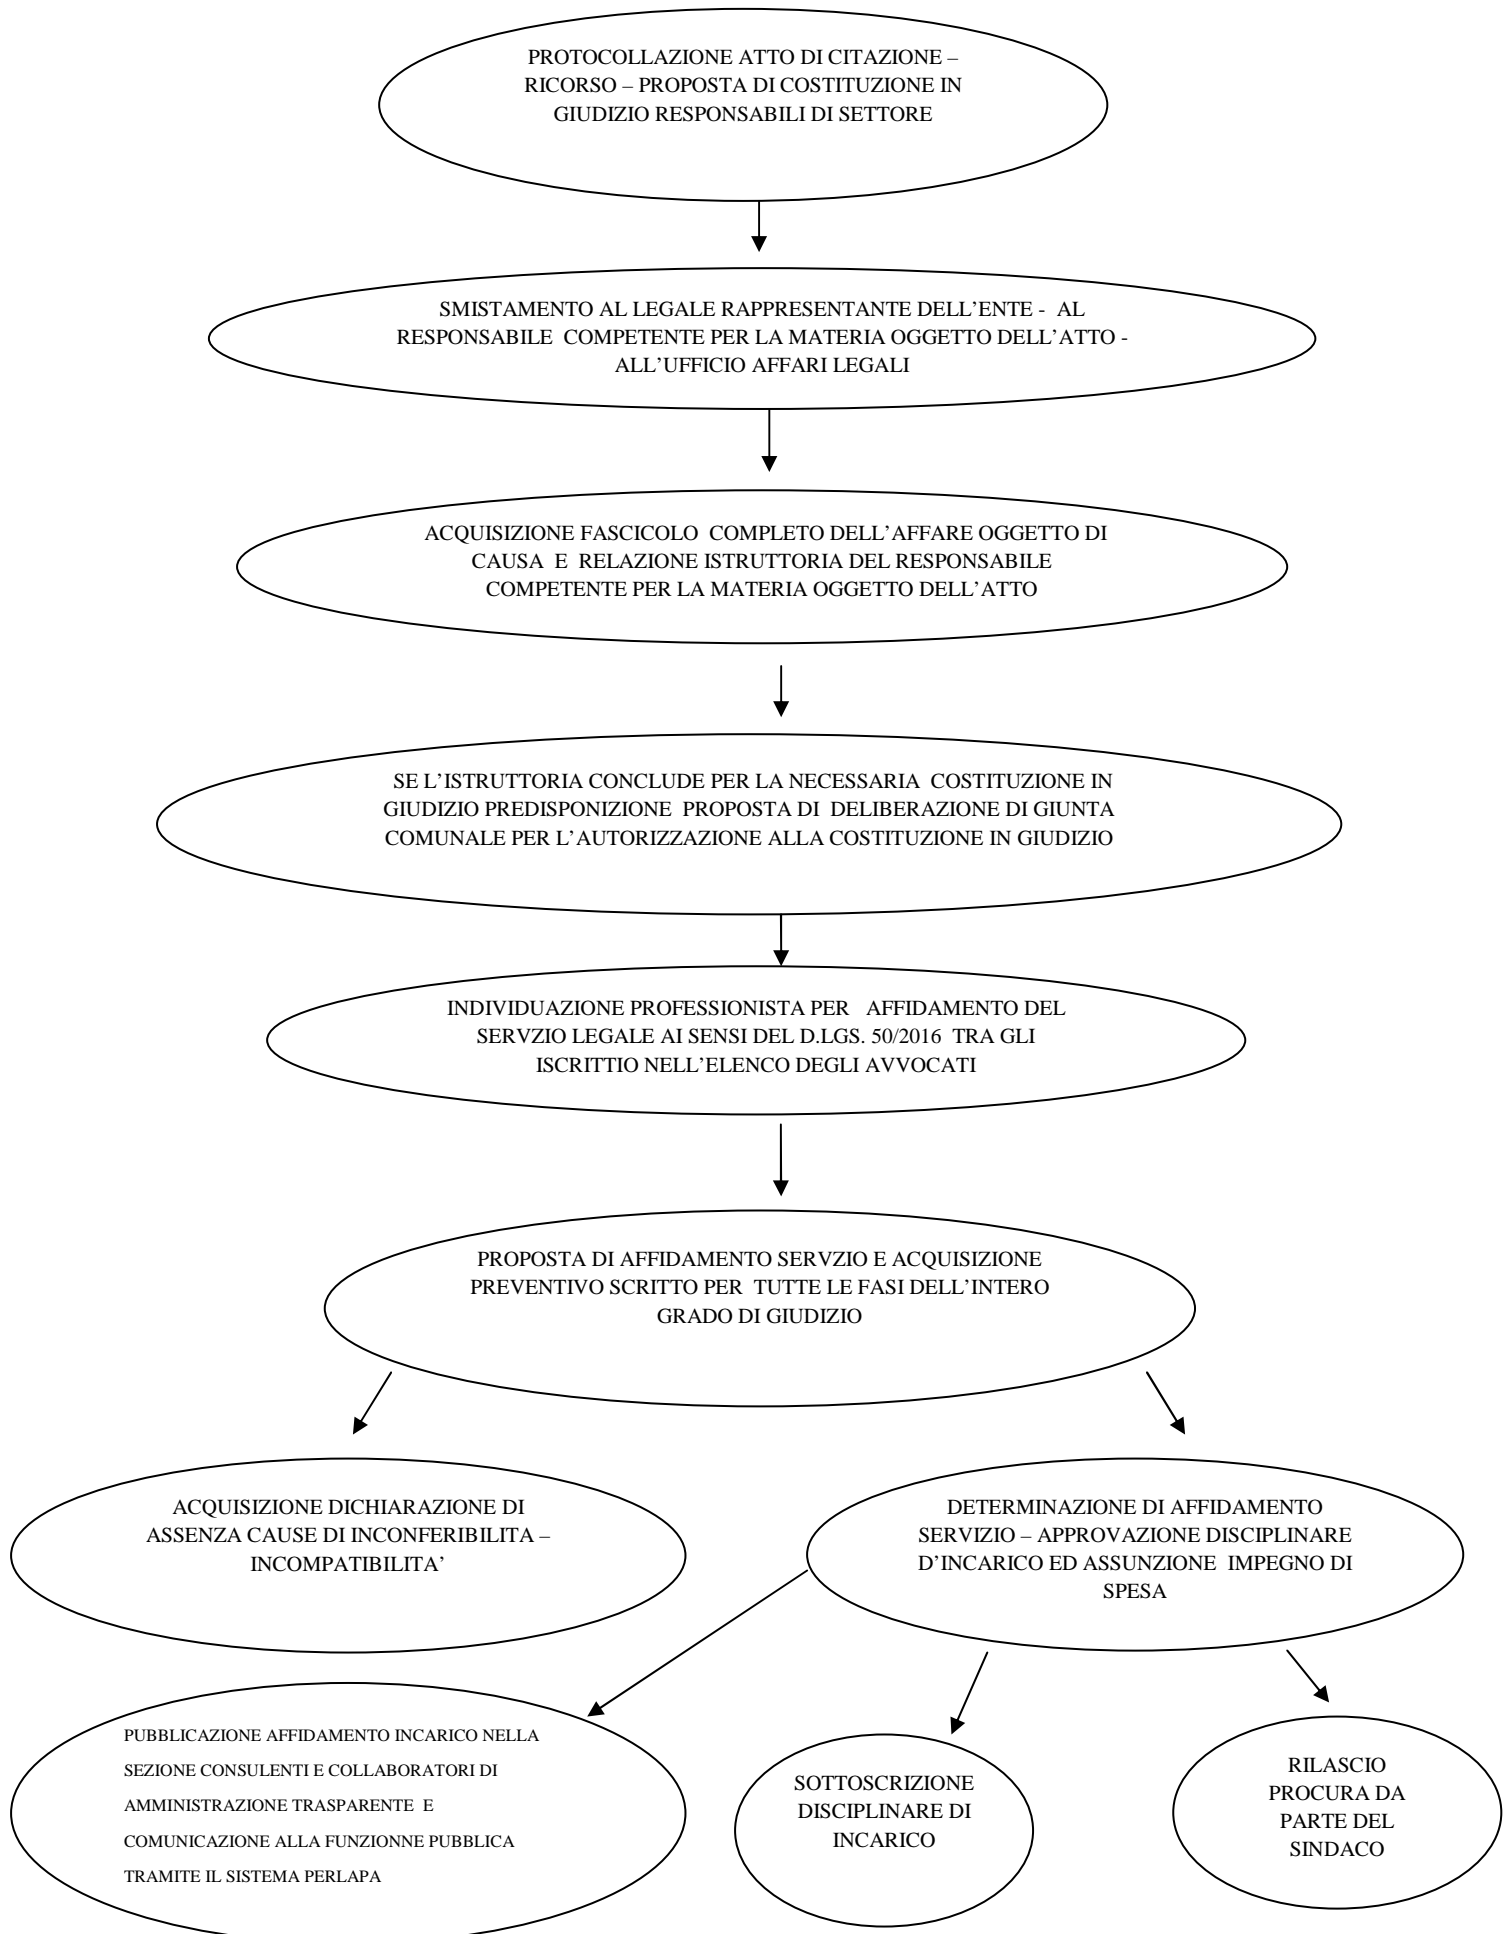 PROTOCOLLAZIONE ATTO DI CITAZIONE –
RICORSO – PROPOSTA DI COSTITUZIONE IN
GIUDIZIO RESPONSABILI DI SETTORE
SMISTAMENTO AL LEGALE RAPPRESENTANTE DELL’ENTE - AL
RESPONSABILE COMPETENTE PER LA MATERIA OGGETTO DELL’ATTO -
ALL’UFFICIO AFFARI LEGALI
ACQUISIZIONE FASCICOLO COMPLETO DELL’AFFARE OGGETTO DI
CAUSA E RELAZIONE ISTRUTTORIA DEL RESPONSABILE
COMPETENTE PER LA MATERIA OGGETTO DELL’ATTO
SE L’ISTRUTTORIA CONCLUDE PER LA NECESSARIA COSTITUZIONE IN
GIUDIZIO PREDISPONIZIONE PROPOSTA DI DELIBERAZIONE DI GIUNTA
COMUNALE PER L’AUTORIZZAZIONE ALLA COSTITUZIONE IN GIUDIZIO
INDIVIDUAZIONE PROFESSIONISTA PER AFFIDAMENTO DEL
SERVZIO LEGALE AI SENSI DEL D.LGS. 50/2016 TRA GLI
ISCRITTIO NELL’ELENCO DEGLI AVVOCATI
PROPOSTA DI AFFIDAMENTO SERVZIO E ACQUISIZIONE
PREVENTIVO SCRITTO PER TUTTE LE FASI DELL’INTERO
GRADO DI GIUDIZIO
ACQUISIZIONE DICHIARAZIONE DI
ASSENZA CAUSE DI INCONFERIBILITA –
INCOMPATIBILITA’
DETERMINAZIONE DI AFFIDAMENTO
SERVIZIO – APPROVAZIONE DISCIPLINARE
D’INCARICO ED ASSUNZIONE IMPEGNO DI
SPESA
PUBBLICAZIONE AFFIDAMENTO INCARICO NELLA
SEZIONE CONSULENTI E COLLABORATORI DI
AMMINISTRAZIONE TRASPARENTE E
COMUNICAZIONE ALLA FUNZIONNE PUBBLICA
TRAMITE IL SISTEMA PERLAPA
SOTTOSCRIZIONE
DISCIPLINARE DI
INCARICO
RILASCIO
PROCURA DA
PARTE DEL
SINDACO